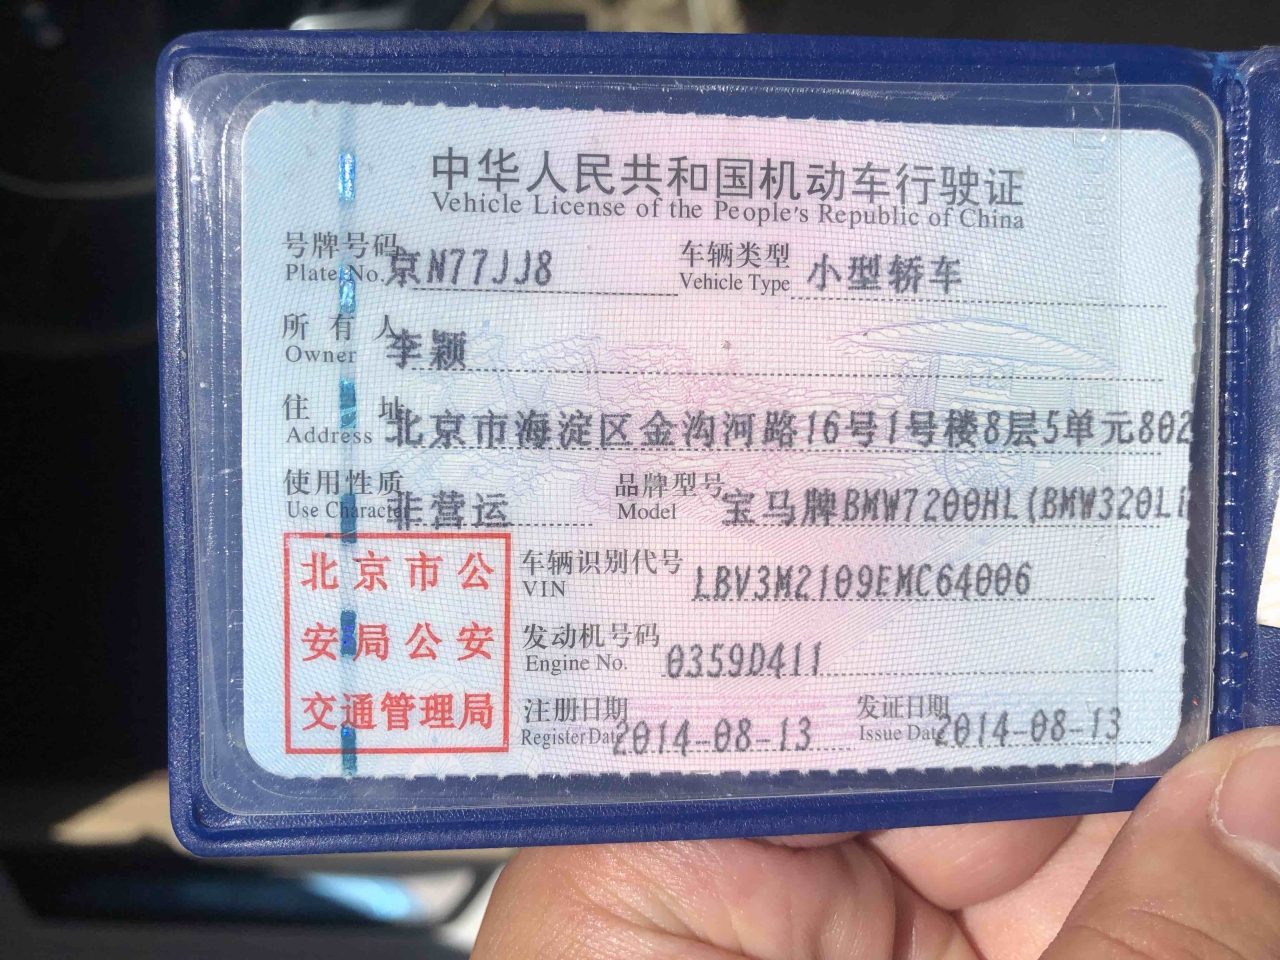 中华人民共和国机动车行驶证
Vehicle License of the People's Republic of China
号牌号码 京N77JJ8 车辆类型 小型轿车
Plate No. Vehicle Type
所有人 李颖
Owner
住址 北京市海淀区金沟河路16号1号楼8层5单元802
Address
使用性质 非营运 品牌型号 宝马牌BMW7200HL(BMW320Li
Use Character Model
北京市公
安局公安
交通管理局
车辆识别代号 LBV3M2109EMC64006
VIN
发动机号码 0359D411
Engine No.
注册日期 2014-08-13 发证日期 2014-08-13
Register Date Issue Date